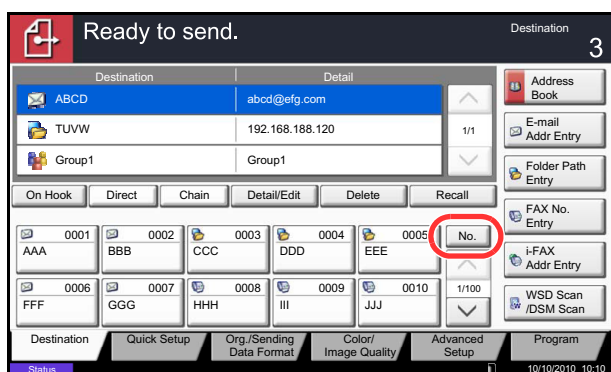 Ready to send.
Destination
3
Destination Detail
ABCD abcd@efg.com
TUVW 192.168.188.120 1/1
Group1 Group1
On Hook Direct Chain Detail/Edit Delete Recall
0001 0002 0003 0004 0005 No.
AAA BBB CCC DDD EEE
0006 0007 0008 0009 0010 1/100
FFF GGG HHH III JJJ
Address
Book
E-mail
Addr Entry
Folder Path
Entry
FAX No.
Entry
i-FAX
Addr Entry
WSD Scan
/DSM Scan
Destination
Quick Setup
Org./Sending
Data Format
Color/
Image Quality
Advanced
Setup
Program
Status 10/10/2010 10:10